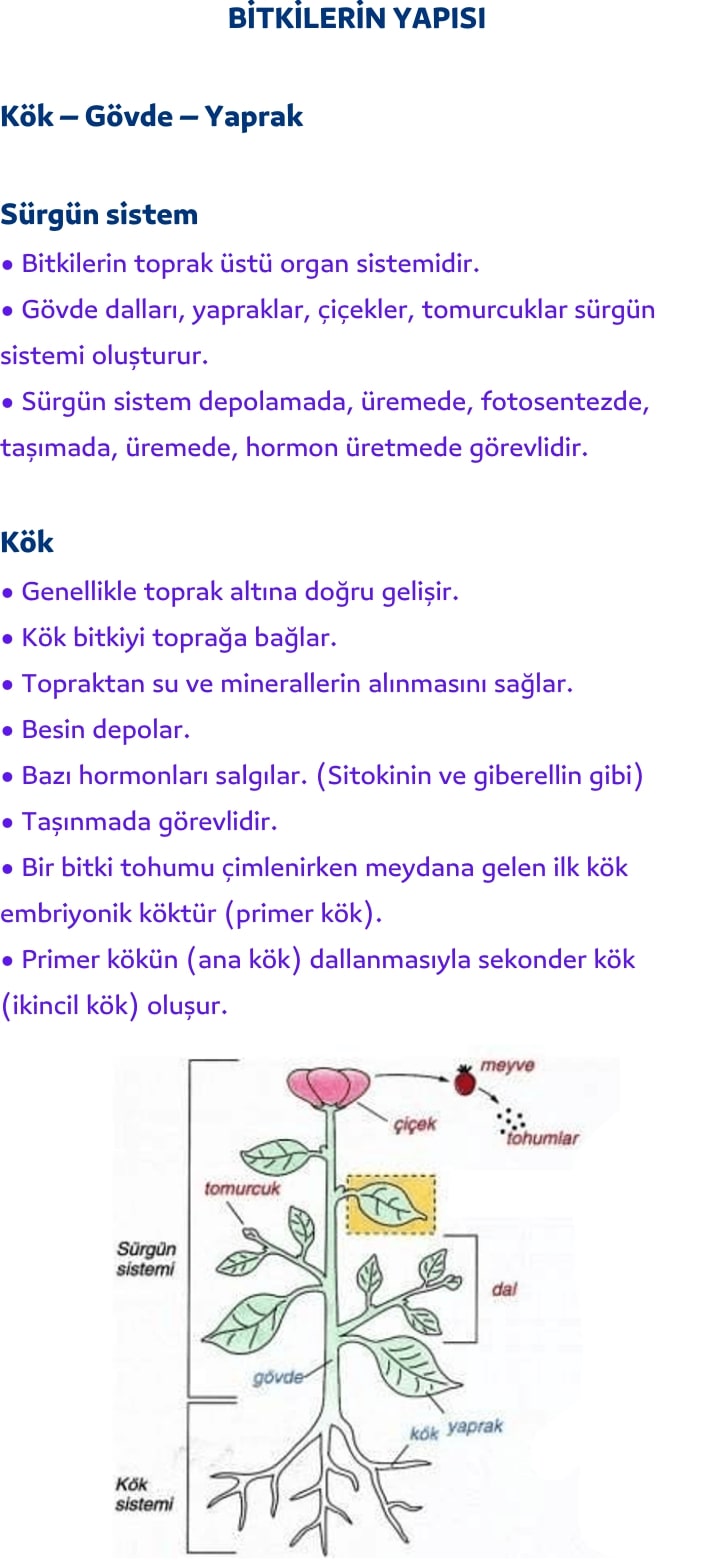 BİTKİLERİN YAPISI
Kök – Gövde – Yaprak
Sürgün sistem
• Bitkilerin toprak üstü organ sistemidir.
• Gövde dalları, yapraklar, çiçekler, tomurcuklar sürgün
sistemi oluşturur.
• Sürgün sistem depolamada, üremede, fotosentezde,
taşımada, üremede, hormon üretmede görevlidir.
Kök
• Genellikle toprak altına doğru gelişir.
• Kök bitkiyi toprağa bağlar.
• Topraktan su ve minerallerin alınmasını sağlar.
• Besin depolar.
• Bazı hormonları salgılar. (Sitokinin ve giberellin gibi)
• Taşınmada görevlidir.
• Bir bitki tohumu çimlenirken meydana gelen ilk kök
embriyonik köktür (primer kök).
• Primer kökün (ana kök) dallanmasıyla sekonder kök
(ikincil kök) oluşur.
meyve
çiçek
tohumlar
tomurcuk
Sürgün
sistemi
dal
gövde
kök
yaprak
Kök
sistemi